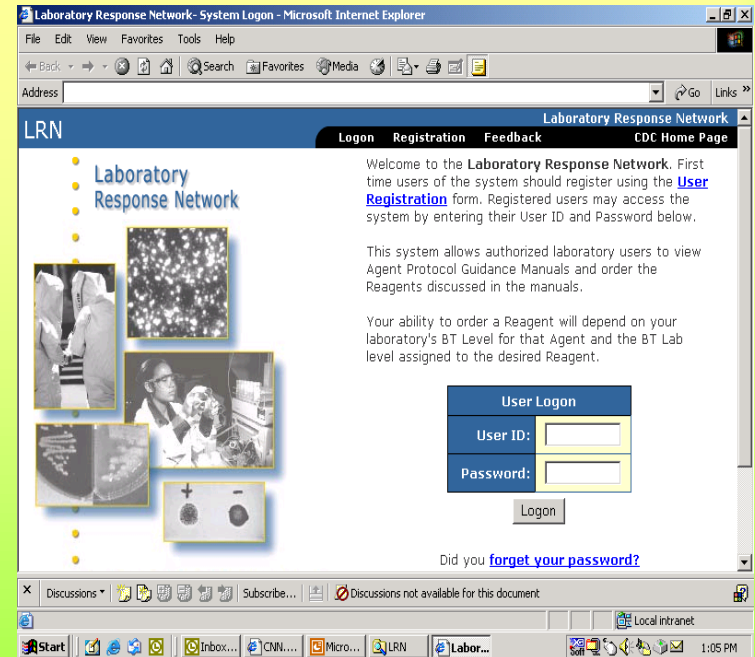 Laboratory Response Network- System Logon - Microsoft Internet Explorer
File Edit View Favorites Tools Help
Back Search Favorites Media
Address Go Links »
LRN
Laboratory Response Network
Logon Registration Feedback CDC Home Page
Laboratory
Response Network
+ -
Welcome to the Laboratory Response Network. First
time users of the system should register using the User
Registration form. Registered users may access the
system by entering their User ID and Password below.
This system allows authorized laboratory users to view
Agent Protocol Guidance Manuals and order the
Reagents discussed in the manuals.
Your ability to order a Reagent will depend on your
laboratory's BT Level for that Agent and the BT Lab
level assigned to the desired Reagent.
User Logon
User ID:
Password:
Logon
Did you forget your password?
Discussions Subscribe... Discussions not available for this document
Local intranet
Start Inbox... CNN.... Micro... LRN Labor... 1:05 PM